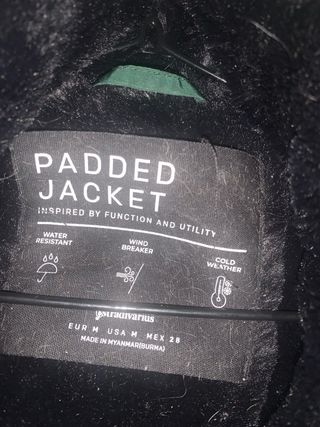 PADDED
JACKET
INSPIRED BY FUNCTION AND UTILITY
WATER
RESISTANT
WIND
BREAKER
COLD
WEATHER
stradivarius
EUR M USA M MEX 28
MADE IN MYANMAR(BURMA)